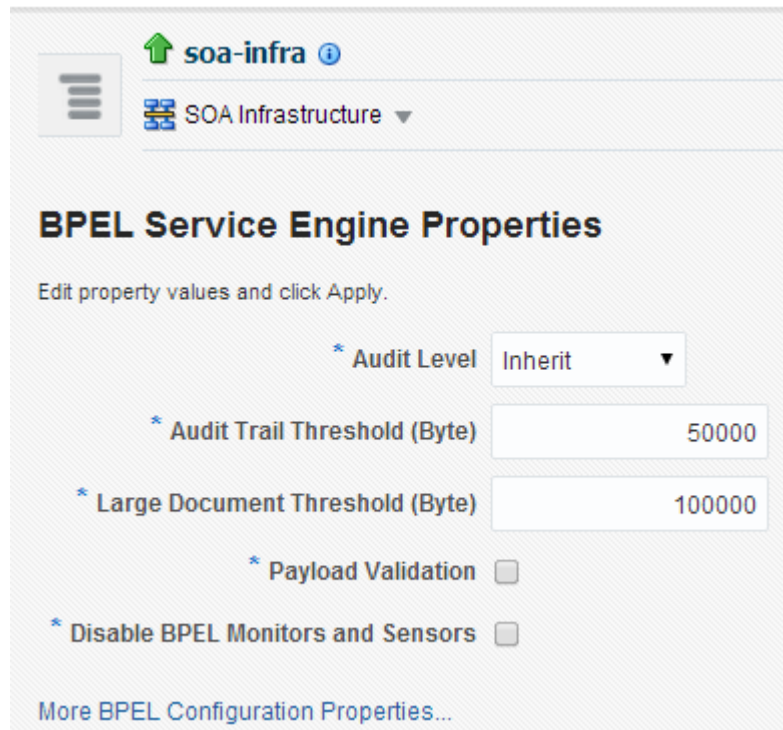 soa-infra
SOA Infrastructure
BPEL Service Engine Properties
Edit property values and click Apply.
* Audit Level Inherit
* Audit Trail Threshold (Byte) 50000
* Large Document Threshold (Byte) 100000
* Payload Validation
* Disable BPEL Monitors and Sensors
More BPEL Configuration Properties...